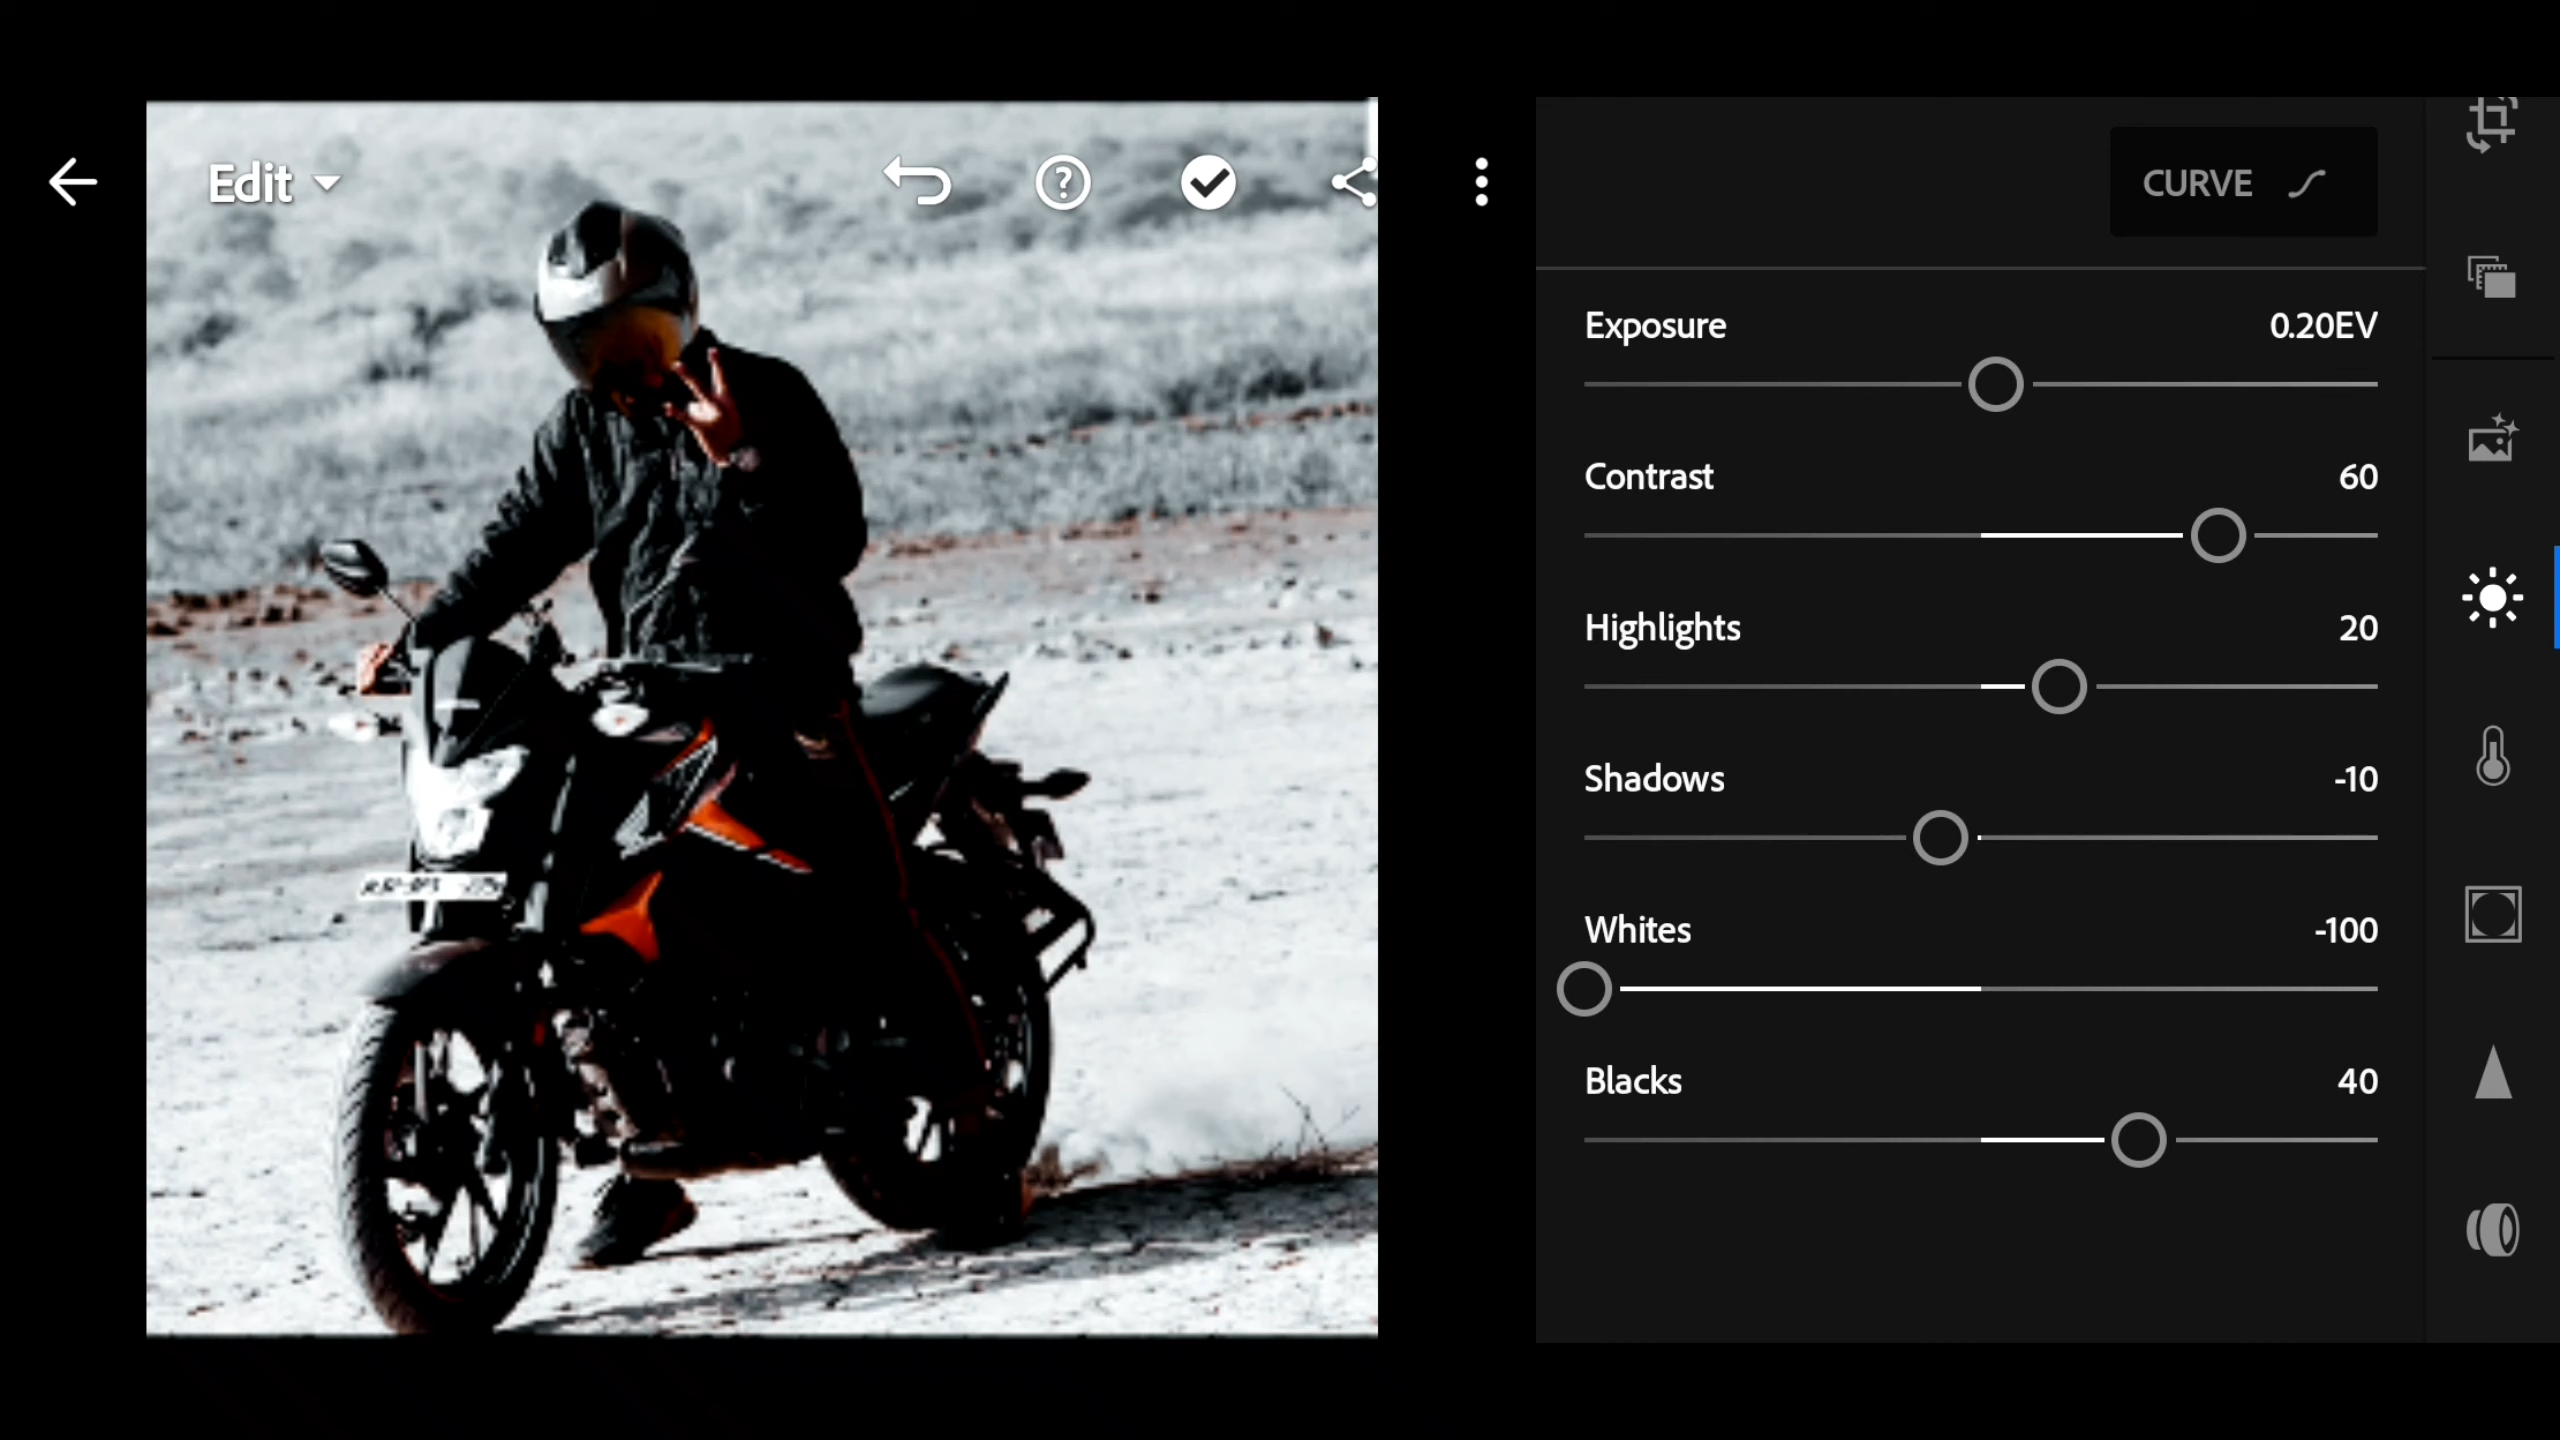 Edit
CURVE
Exposure 0.20EV
Contrast 60
Highlights 20
Shadows -10
Whites -100
Blacks 40